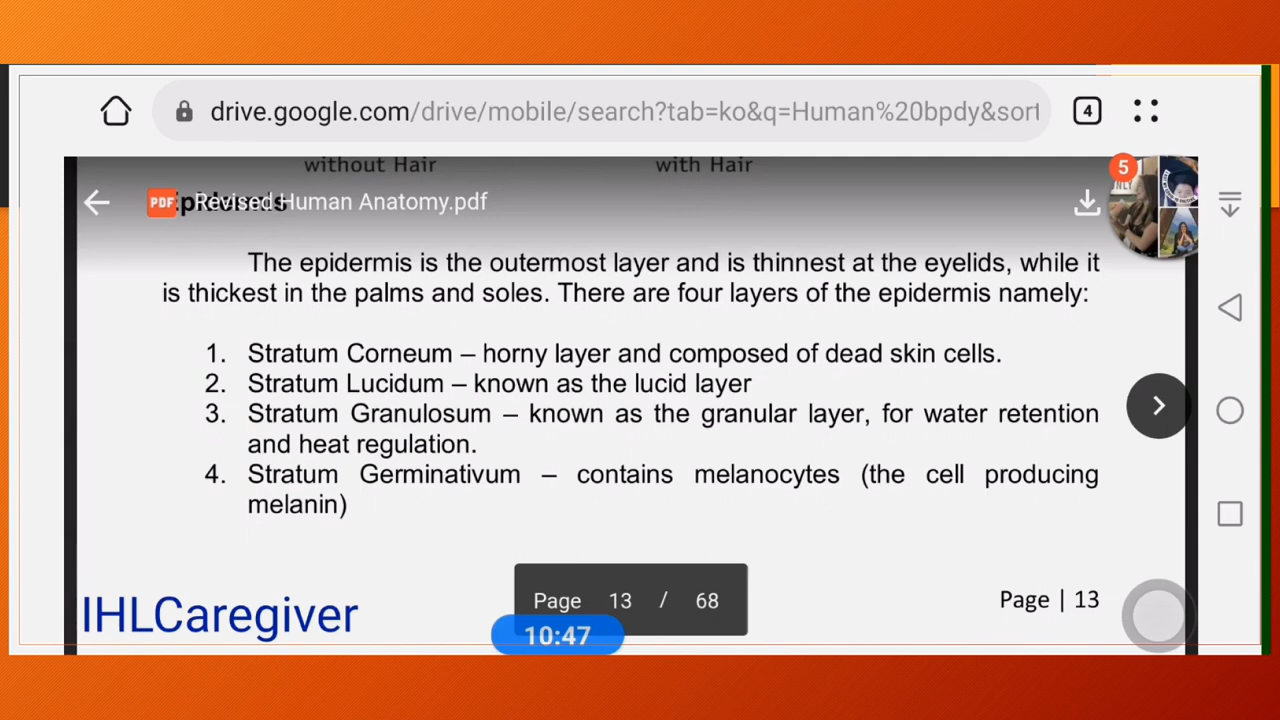 drive.google.com/drive/mobile/search?tab=ko&q=Human%20bpdy&sort
4
without Hair
with Hair
5
PDF
Revised Human Anatomy.pdf
The epidermis is the outermost layer and is thinnest at the eyelids, while it
is thickest in the palms and soles. There are four layers of the epidermis namely:
1. Stratum Corneum – horny layer and composed of dead skin cells.
2. Stratum Lucidum – known as the lucid layer
3. Stratum Granulosum – known as the granular layer, for water retention
and heat regulation.
4. Stratum Germinativum – contains melanocytes (the cell producing
melanin)
Page 13 / 68
Page | 13
IHLCaregiver
10:47